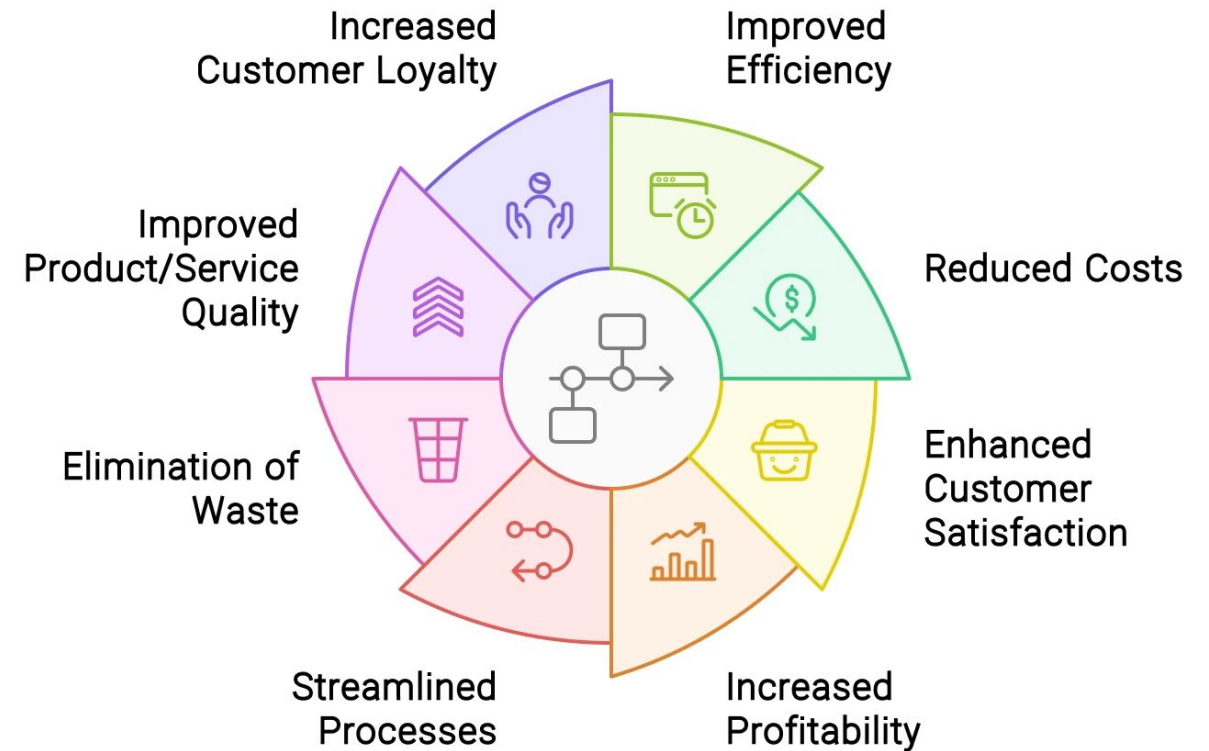 Increased
Customer Loyalty
Improved
Efficiency
Improved
Product/Service
Quality
Reduced Costs
Elimination of
Waste
Enhanced
Customer
Satisfaction
Streamlined
Processes
Increased
Profitability